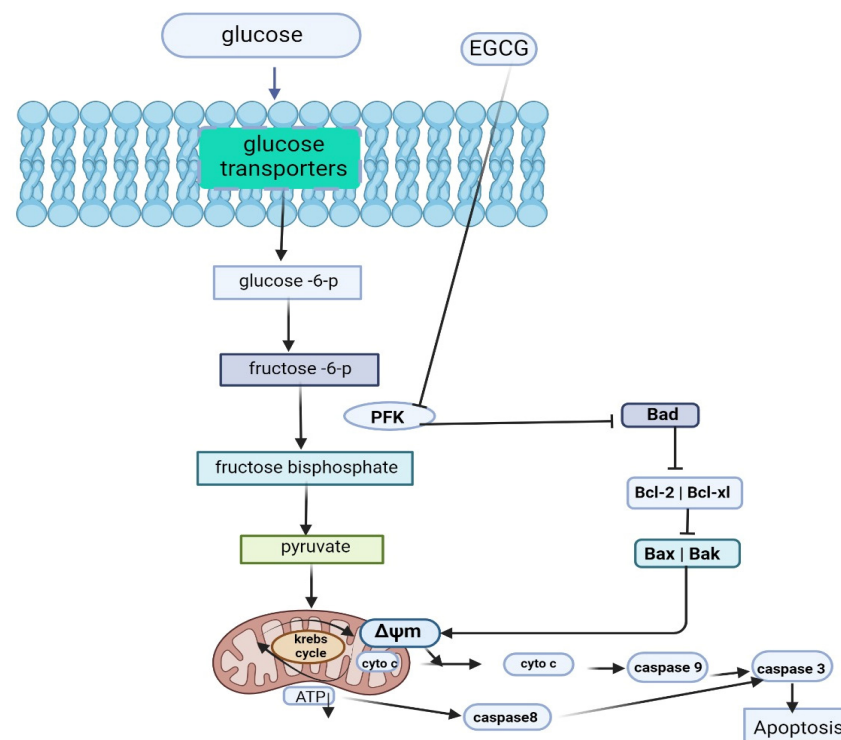 glucose
EGCG
glucose
transporters
glucose -6-p
fructose -6-p
PFK
Bad
fructose bisphosphate
Bcl-2 | Bcl-xl
pyruvate
Bax | Bak
Δψm
krebs
cycle
cyto c
cyto c
caspase 9
caspase 3
ATP
caspase8
Apoptosis